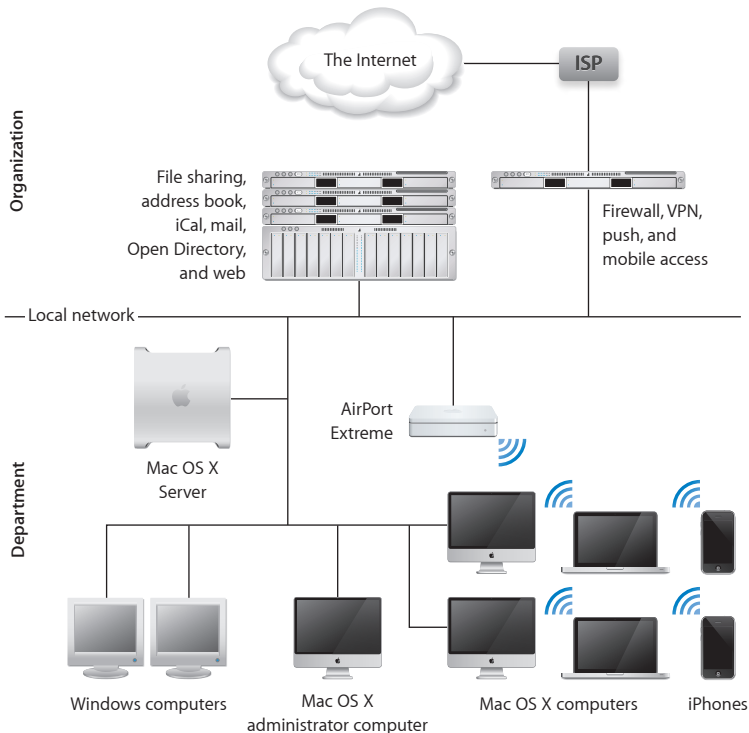 The Internet
ISP
Organization
File sharing,
address book,
iCal, mail,
Open Directory,
and web
Firewall, VPN,
push, and
mobile access
Local network
AirPort
Extreme
Mac OS X
Server
Department
Windows computers
Mac OS X
administrator computer
Mac OS X computers
iPhones